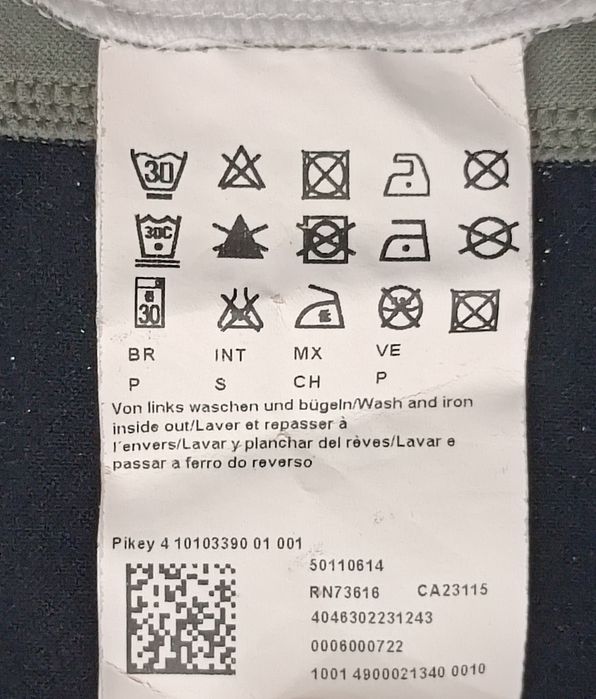 30
30C
30
BR INT MX VE
P S CH P
Von links waschen und bügeln/Wash and iron
inside out/Laver et repasser à
l'envers/Lavar y planchar del rèves/Lavar e
passar a ferro do reverso
Pikey 4 10103390 01 001
50110614
RN73616 CA23115
4046302231243
0006000722
1001 4900021340 0010